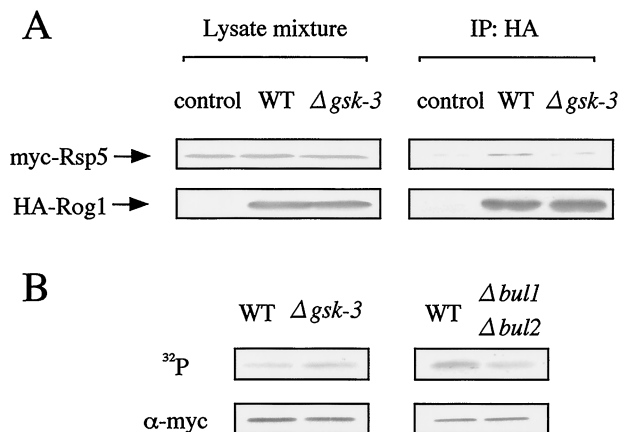 A
Lysate mixture IP: HA
control WT Δgsk-3 control WT Δgsk-3
myc-Rsp5
HA-Rog1
B
WT Δgsk-3 WT Δbul1 Δbul2
³²P
α-myc